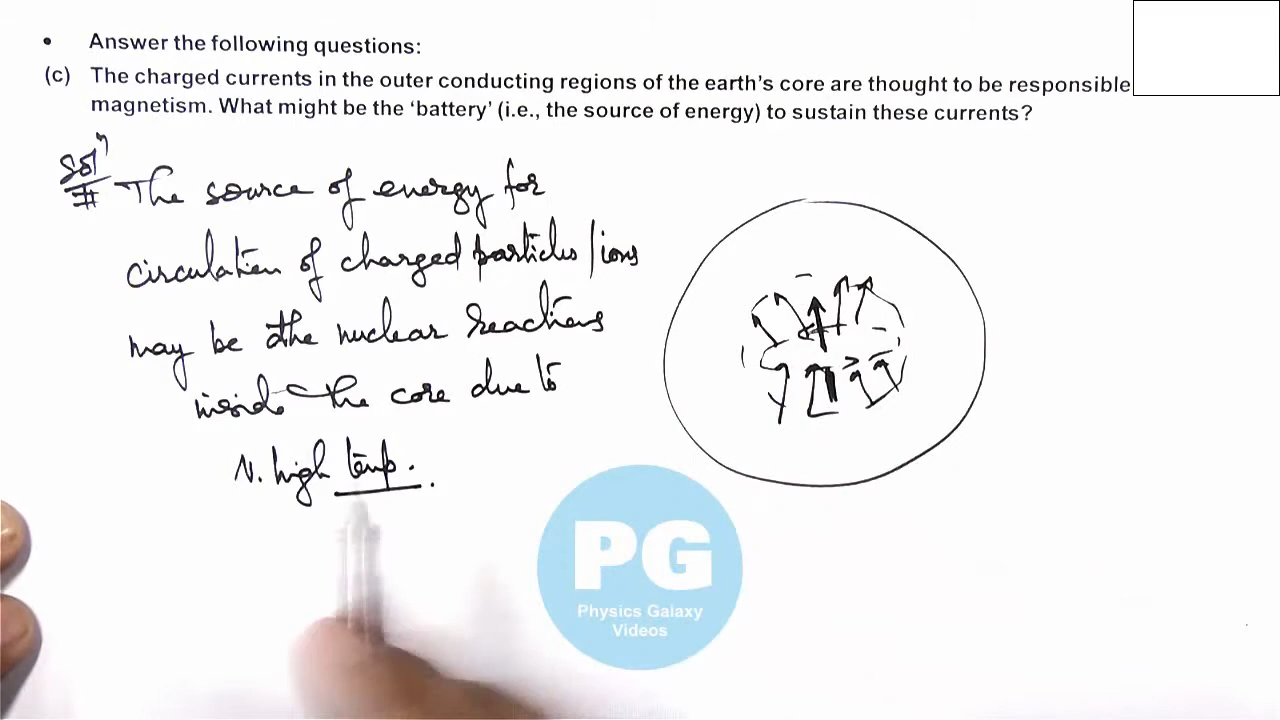 • Answer the following questions:
(c) The charged currents in the outer conducting regions of the earth's core are thought to be responsible
magnetism. What might be the 'battery' (i.e., the source of energy) to sustain these currents?
Solⁿ
# The source of energy for
circulation of charged particles/ions
may be the nuclear reactions
inside the core due to
V. high temp.
PG
Physics Galaxy
Videos